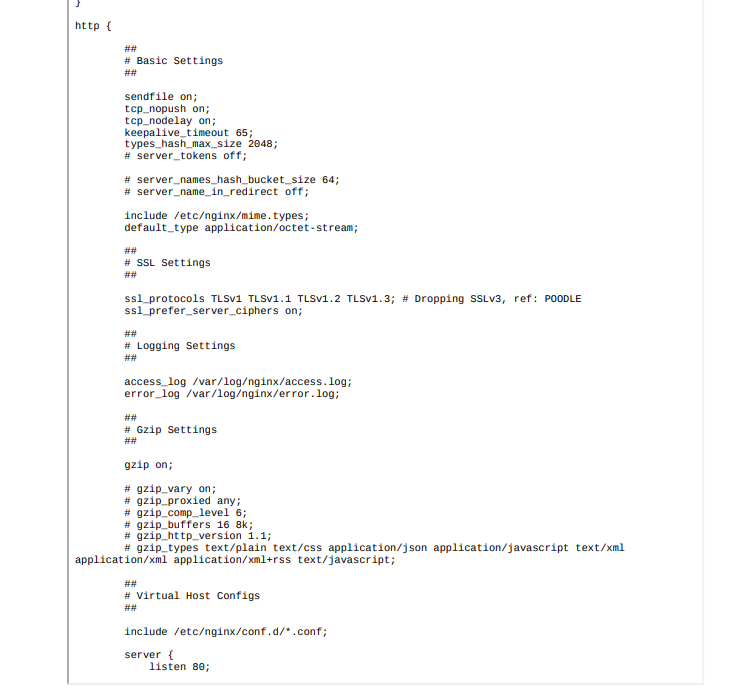 }
http {
##
# Basic Settings
##
sendfile on;
tcp_nopush on;
tcp_nodelay on;
keepalive_timeout 65;
types_hash_max_size 2048;
# server_tokens off;
# server_names_hash_bucket_size 64;
# server_name_in_redirect off;
include /etc/nginx/mime.types;
default_type application/octet-stream;
##
# SSL Settings
##
ssl_protocols TLSv1 TLSv1.1 TLSv1.2 TLSv1.3; # Dropping SSLv3, ref: POODLE
ssl_prefer_server_ciphers on;
##
# Logging Settings
##
access_log /var/log/nginx/access.log;
error_log /var/log/nginx/error.log;
##
# Gzip Settings
##
gzip on;
# gzip_vary on;
# gzip_proxied any;
# gzip_comp_level 6;
# gzip_buffers 16 8k;
# gzip_http_version 1.1;
# gzip_types text/plain text/css application/json application/javascript text/xml
application/xml application/xml+rss text/javascript;
##
# Virtual Host Configs
##
include /etc/nginx/conf.d/*.conf;
server {
listen 80;